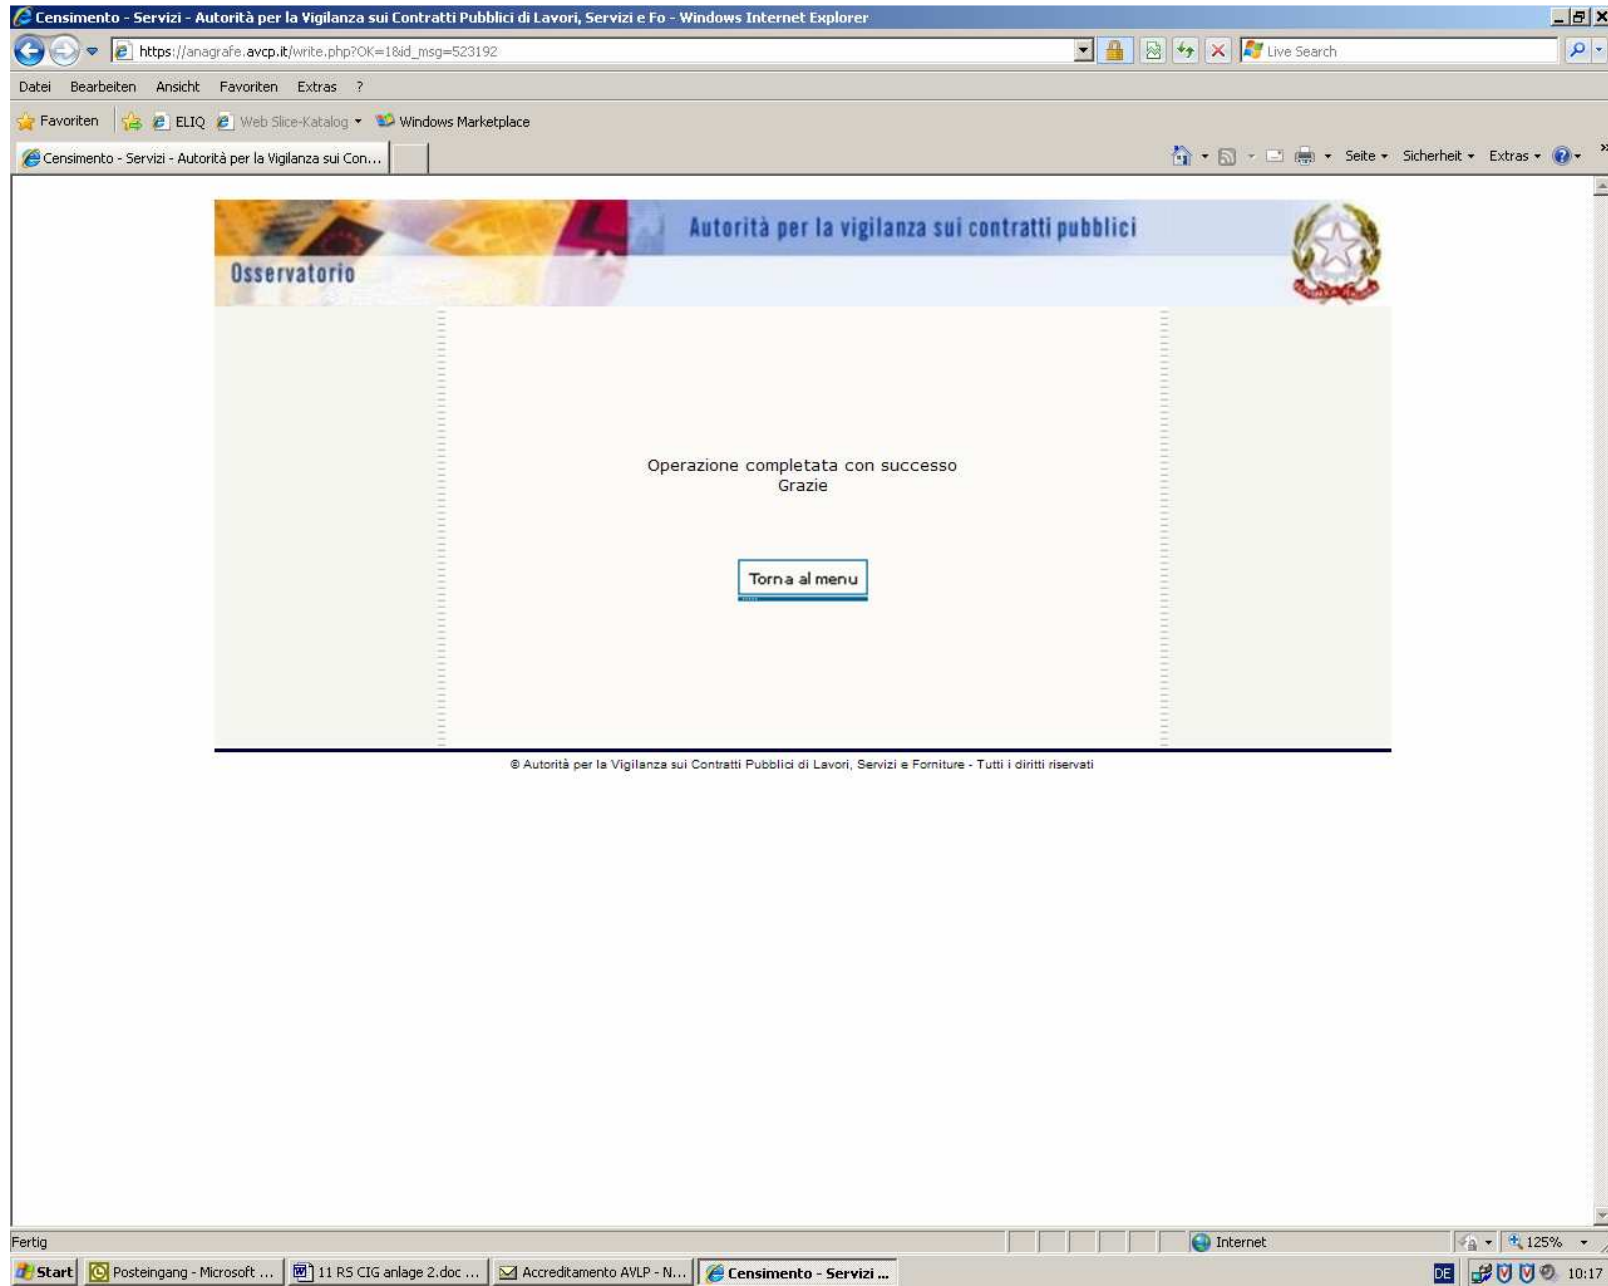 Censimento - Servizi - Autorità per la Vigilanza sui Contratti Pubblici di Lavori, Servizi e Fo - Windows Internet Explorer
https://anagrafe.avcp.it/write.php?OK=1&id_msg=523192
Live Search
Datei Bearbeiten Ansicht Favoriten Extras ?
Favoriten ELIQ Web Slice-Katalog Windows Marketplace
Censimento - Servizi - Autorità per la Vigilanza sui Con... Seite Sicherheit Extras »
Autorità per la vigilanza sui contratti pubblici
Osservatorio
Operazione completata con successo
Grazie
Torna al menu
© Autorità per la Vigilanza sui Contratti Pubblici di Lavori, Servizi e Forniture - Tutti i diritti riservati
Fertig Internet 125%
Start Posteingang - Microsoft ... 11 RS CIG anlage 2.doc ... Accreditamento AVLP - N... Censimento - Servizi ... DE 10:17